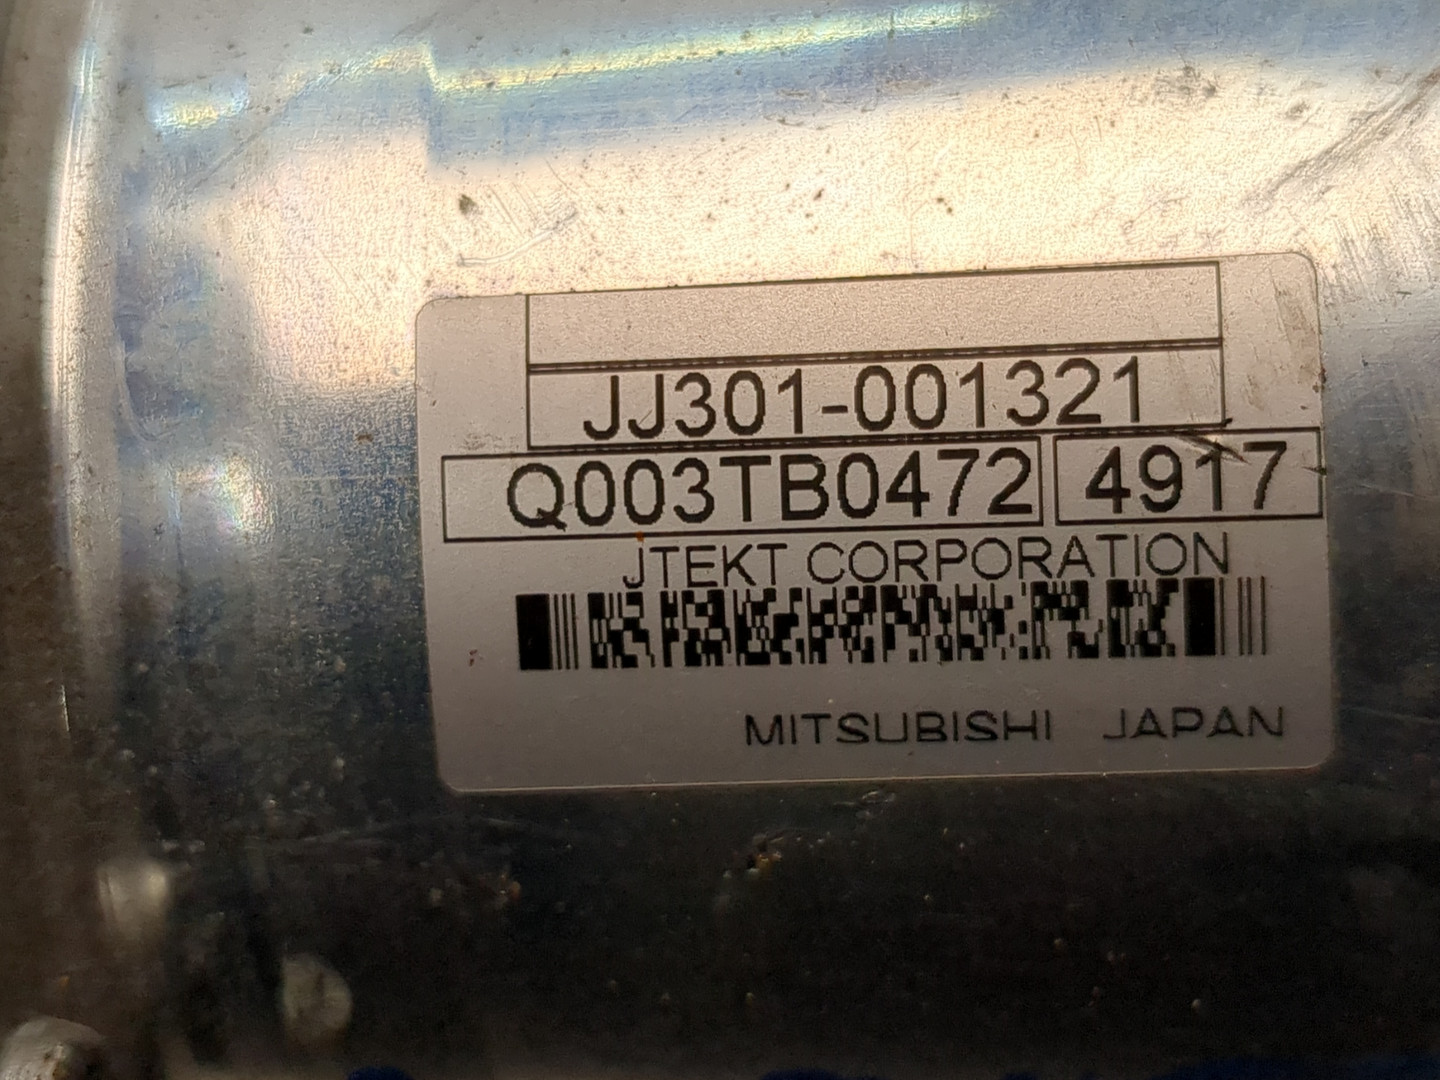 JJ301-001321
Q003TB0472 4917
JTEKT CORPORATION
MITSUBISHI JAPAN